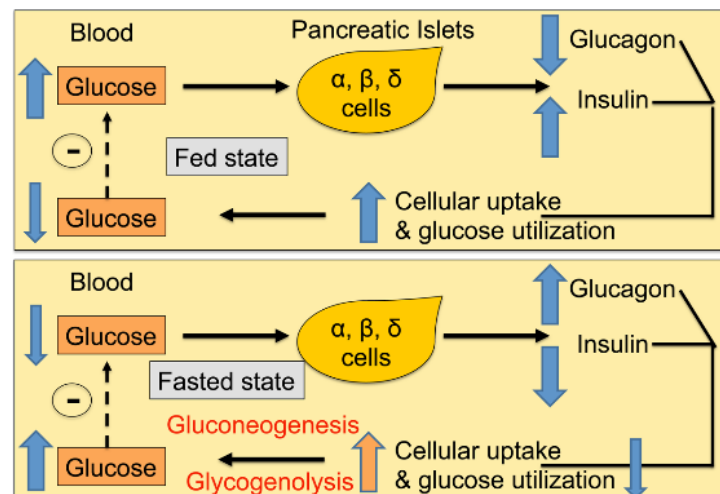 Blood
Pancreatic Islets
Glucose
α, β, δ
cells
Glucagon
Insulin
-
Fed state
Glucose
Cellular uptake
& glucose utilization
Blood
Glucose
α, β, δ
cells
Glucagon
Insulin
-
Fasted state
Gluconeogenesis
Glucose
Glycogenolysis
Cellular uptake
& glucose utilization